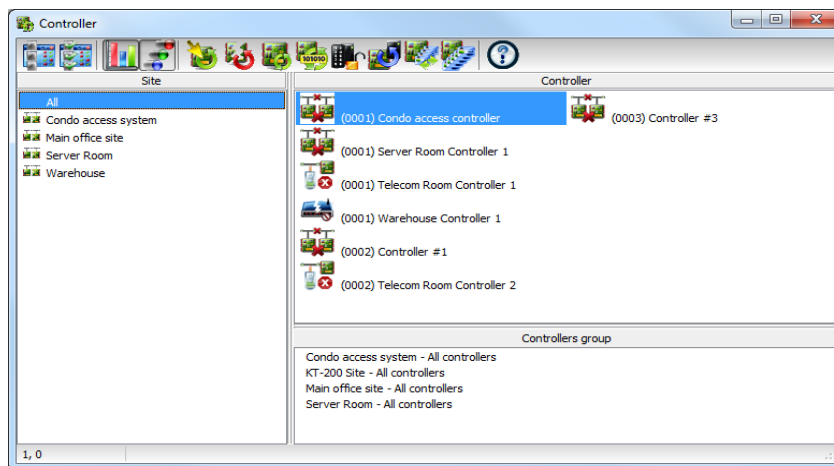 Controller
101010
Site
Controller
All
Condo access system
Main office site
Server Room
Warehouse
(0001) Condo access controller
(0003) Controller #3
(0001) Server Room Controller 1
(0001) Telecom Room Controller 1
(0001) Warehouse Controller 1
(0002) Controller #1
(0002) Telecom Room Controller 2
Controllers group
Condo access system - All controllers
KT-200 Site - All controllers
Main office site - All controllers
Server Room - All controllers
1, 0